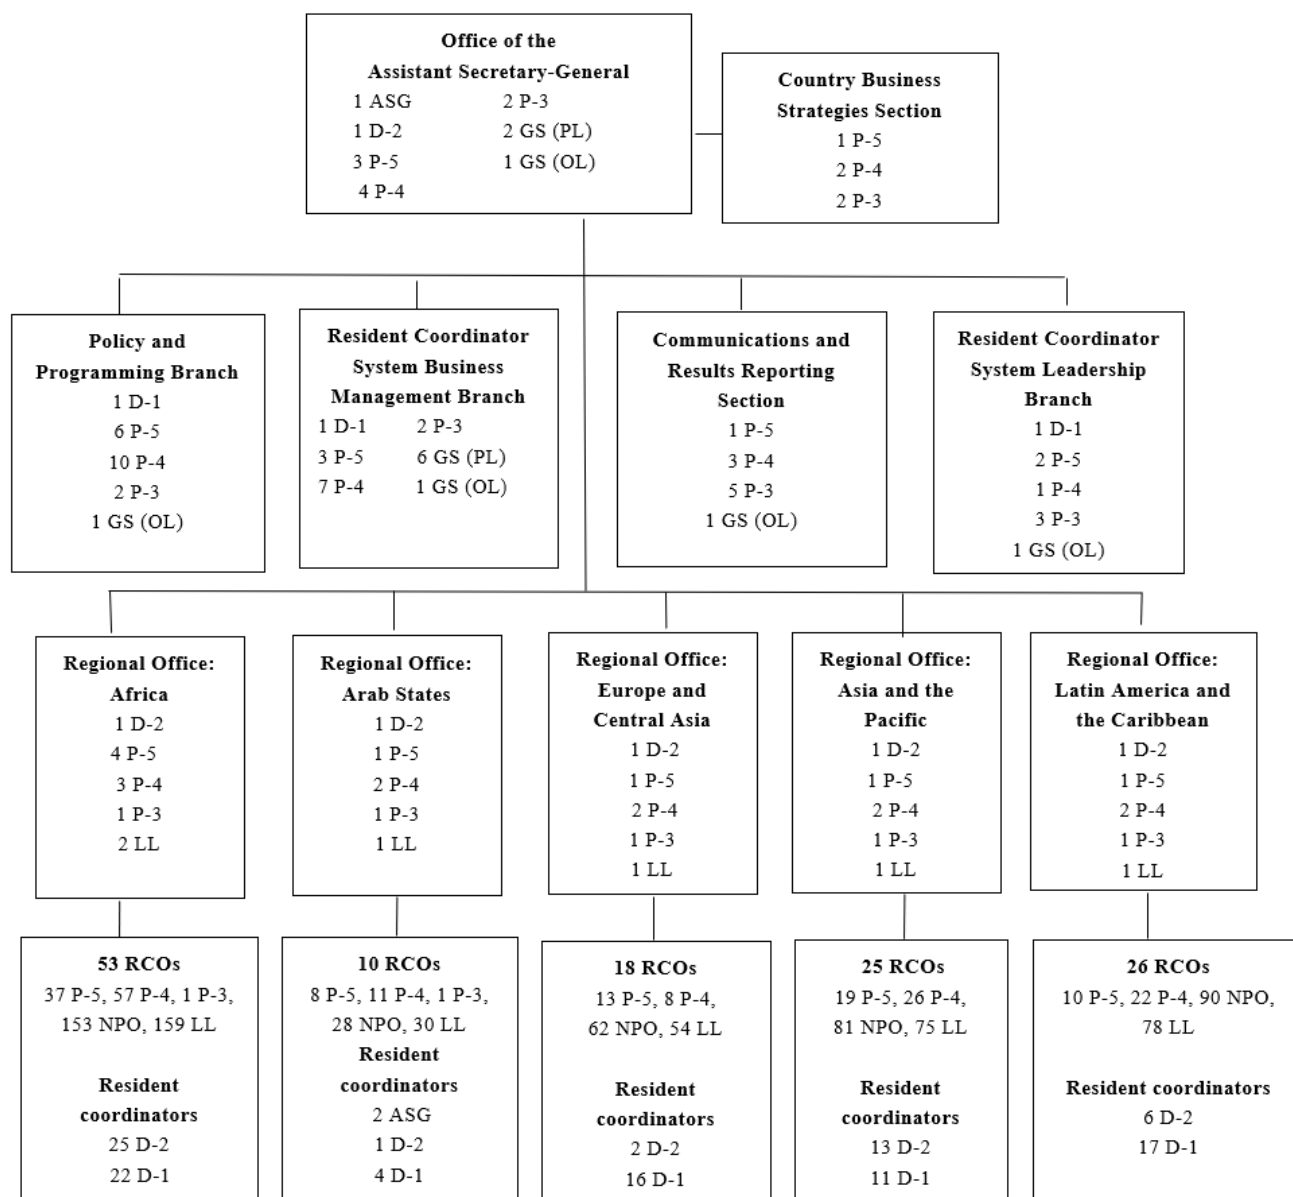 Office of the
Assistant Secretary-General
1 ASG 2 P-3
1 D-2 2 GS (PL)
3 P-5 1 GS (OL)
4 P-4
Country Business
Strategies Section
1 P-5
2 P-4
2 P-3
Policy and
Programming Branch
1 D-1
6 P-5
10 P-4
2 P-3
1 GS (OL)
Resident Coordinator
System Business
Management Branch
1 D-1 2 P-3
3 P-5 6 GS (PL)
7 P-4 1 GS (OL)
Communications and
Results Reporting
Section
1 P-5
3 P-4
5 P-3
1 GS (OL)
Resident Coordinator
System Leadership
Branch
1 D-1
2 P-5
1 P-4
3 P-3
1 GS (OL)
Regional Office:
Africa
1 D-2
4 P-5
3 P-4
1 P-3
2 LL
Regional Office:
Arab States
1 D-2
1 P-5
2 P-4
1 P-3
1 LL
Regional Office:
Europe and
Central Asia
1 D-2
1 P-5
2 P-4
1 P-3
1 LL
Regional Office:
Asia and the
Pacific
1 D-2
1 P-5
2 P-4
1 P-3
1 LL
Regional Office:
Latin America and
the Caribbean
1 D-2
1 P-5
2 P-4
1 P-3
1 LL
53 RCOs
37 P-5, 57 P-4, 1 P-3,
153 NPO, 159 LL
Resident
coordinators
25 D-2
22 D-1
10 RCOs
8 P-5, 11 P-4, 1 P-3,
28 NPO, 30 LL
Resident
coordinators
2 ASG
1 D-2
4 D-1
18 RCOs
13 P-5, 8 P-4,
62 NPO, 54 LL
Resident
coordinators
2 D-2
16 D-1
25 RCOs
19 P-5, 26 P-4,
81 NPO, 75 LL
Resident
coordinators
13 D-2
11 D-1
26 RCOs
10 P-5, 22 P-4, 90 NPO,
78 LL
Resident coordinators
6 D-2
17 D-1